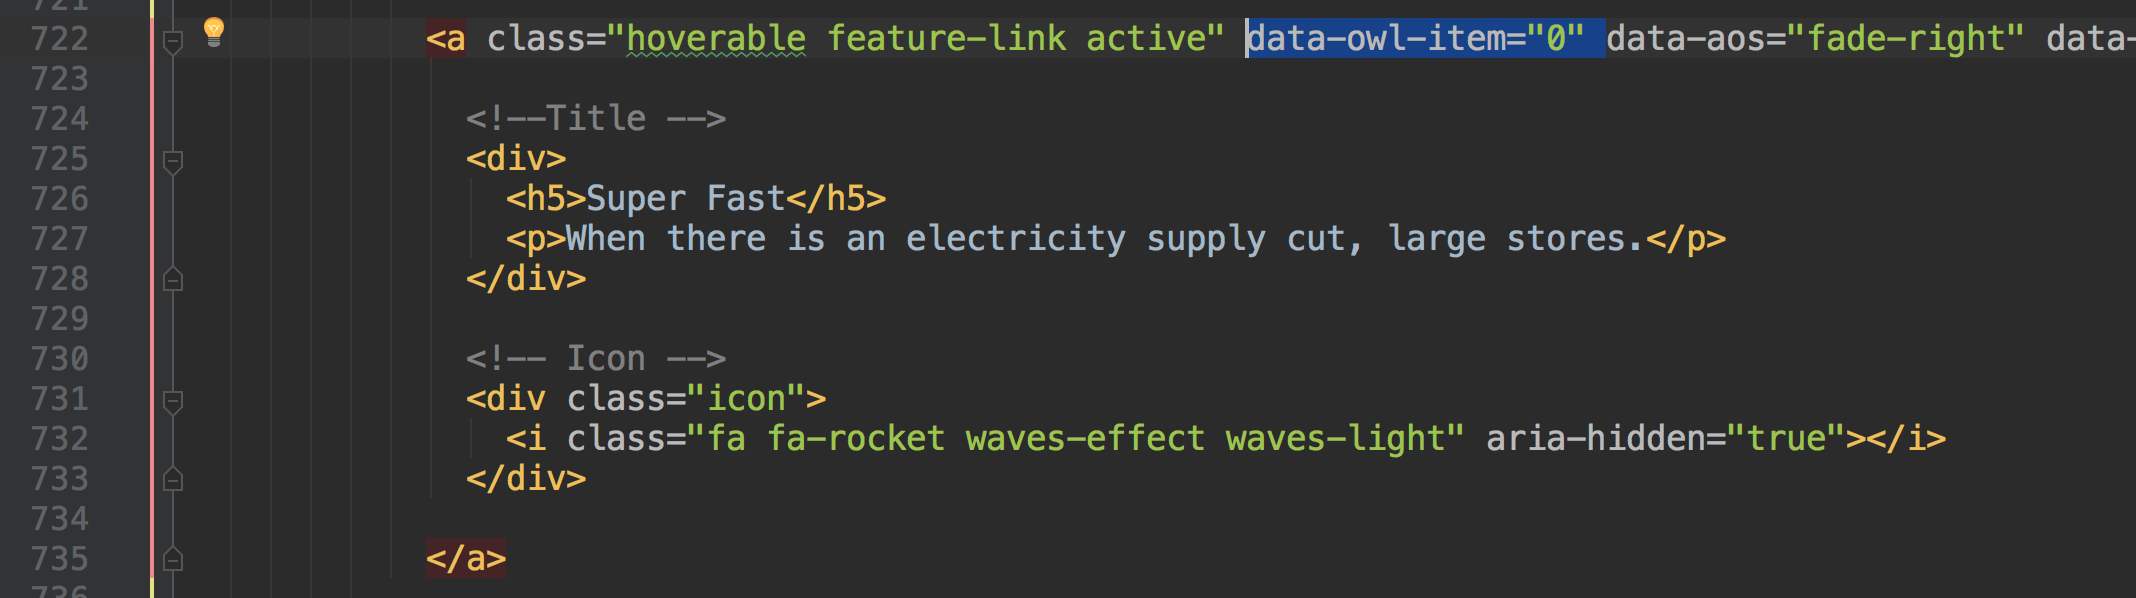 721
722 <a class="hoverable feature-link active" data-owl-item="0" data-aos="fade-right" data-
723
724 <!--Title -->
725 <div>
726 <h5>Super Fast</h5>
727 <p>When there is an electricity supply cut, large stores.</p>
728 </div>
729
730 <!-- Icon -->
731 <div class="icon">
732 <i class="fa fa-rocket waves-effect waves-light" aria-hidden="true"></i>
733 </div>
734
735 </a>
736